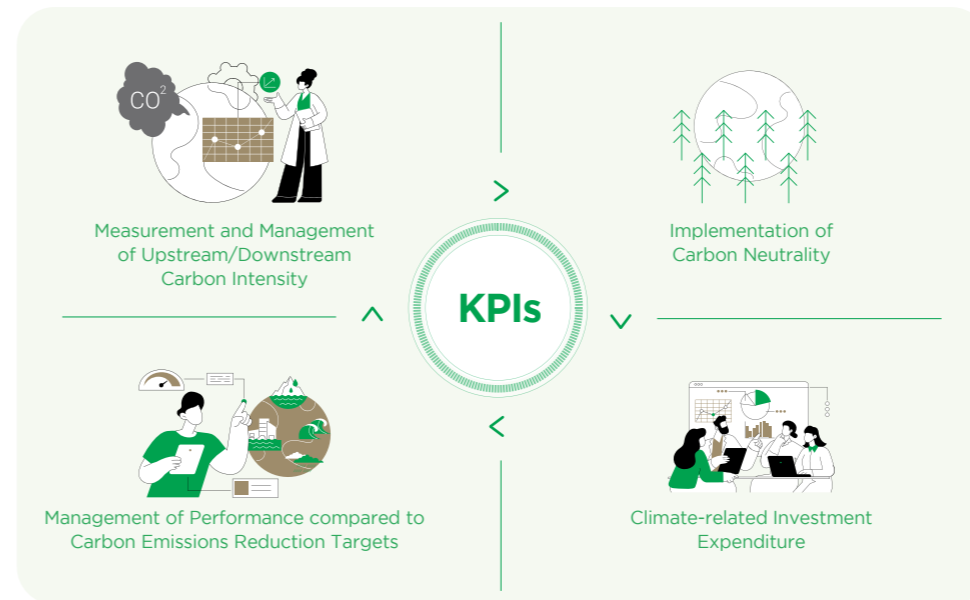 CO2
Measurement and Management
of Upstream/Downstream
Carbon Intensity
Implementation of
Carbon Neutrality
KPIs
Management of Performance compared to
Carbon Emissions Reduction Targets
Climate-related Investment
Expenditure